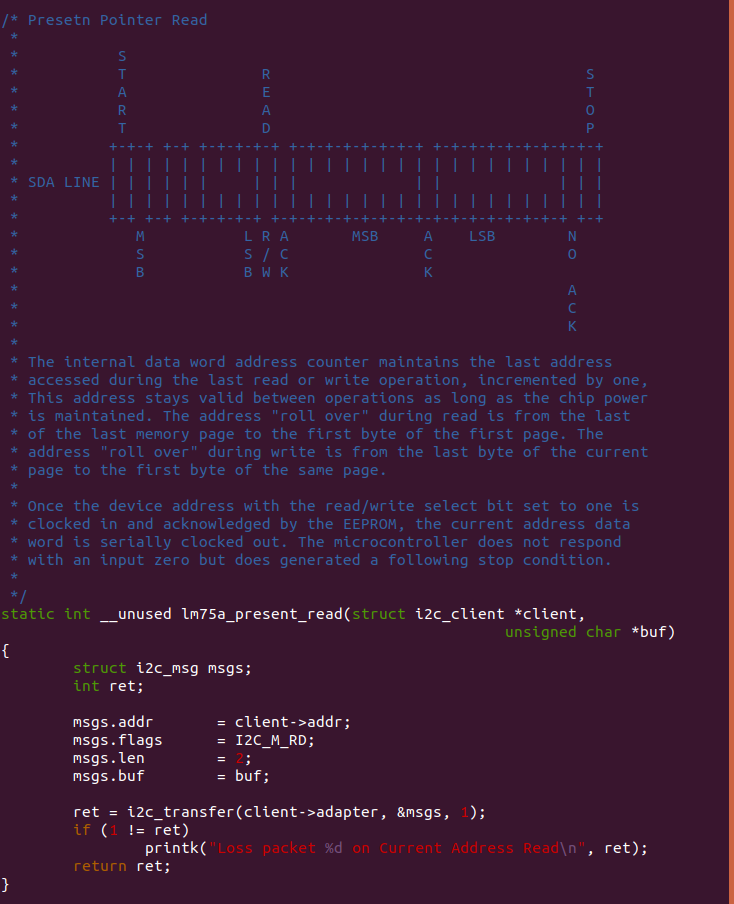 /* Presetn Pointer Read
 *
 *           S
 *           T               R                                   S
 *           A               E                                   T
 *           R               A                                   O
 *           T               D                                   P
 *          +-+-+ +-+ +-+-+-+-+ +-+-+-+-+-+-+-+ +-+-+-+-+-+-+-+-+-+
 *          | | | | | | | | | | | | | | | | | | | | | | | | | | | |
 * SDA LINE | | | | | |     | | |             | |             | | |
 *          | | | | | | | | | | | | | | | | | | | | | | | | | | | |
 *          +-+ +-+ +-+-+-+-+ +-+-+-+-+-+-+-+-+-+-+-+-+-+-+-+-+ +-+
 *             M           L R A       MSB     A    LSB        N
 *             S           S / C               C               O
 *             B           B W K               K
 *                                                             A
 *                                                             C
 *                                                             K
 *
 * The internal data word address counter maintains the last address
 * accessed during the last read or write operation, incremented by one,
 * This address stays valid between operations as long as the chip power
 * is maintained. The address "roll over" during read is from the last
 * of the last memory page to the first byte of the first page. The
 * address "roll over" during write is from the last byte of the current
 * page to the first byte of the same page.
 *
 * Once the device address with the read/write select bit set to one is
 * clocked in and acknowledged by the EEPROM, the current address data
 * word is serially clocked out. The microcontroller does not respond
 * with an input zero but does generated a following stop condition.
 *
 */
static int __unused lm75a_present_read(struct i2c_client *client,
                                                        unsigned char *buf)
{
        struct i2c_msg msgs;
        int ret;

        msgs.addr       = client->addr;
        msgs.flags      = I2C_M_RD;
        msgs.len        = 2;
        msgs.buf        = buf;

        ret = i2c_transfer(client->adapter, &msgs, 1);
        if (1 != ret)
                printk("Loss packet %d on Current Address Read\n", ret);
        return ret;
}